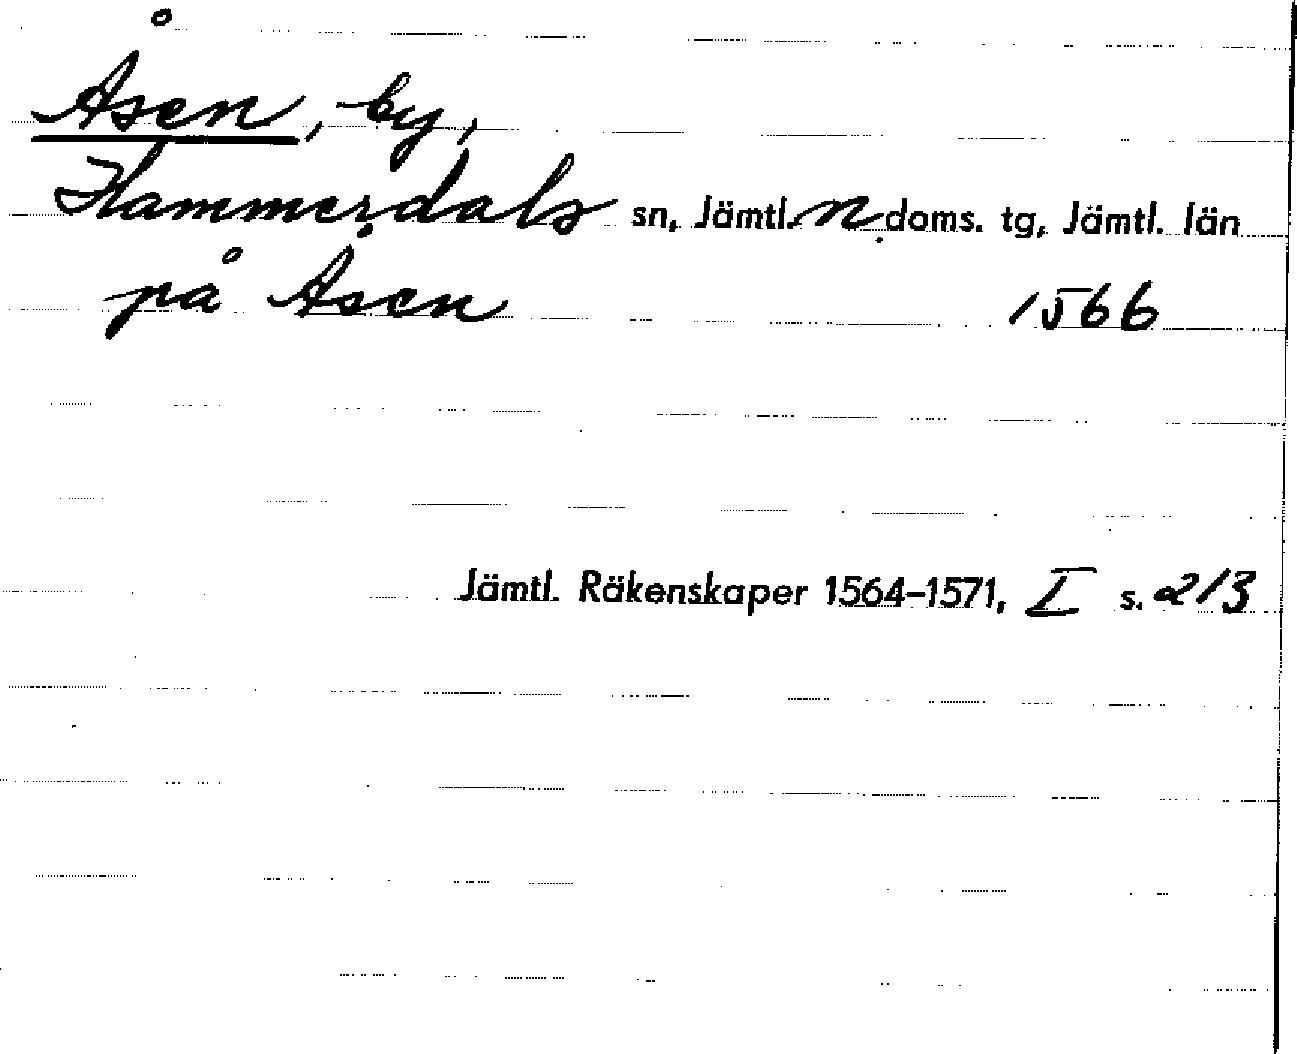 Åsen, by,
Hammerdals sn, Jämtl. n doms. tg, Jämtl. län
på Åsen 1566
Jämtl. Räkenskaper 1564-1571, I s. 213